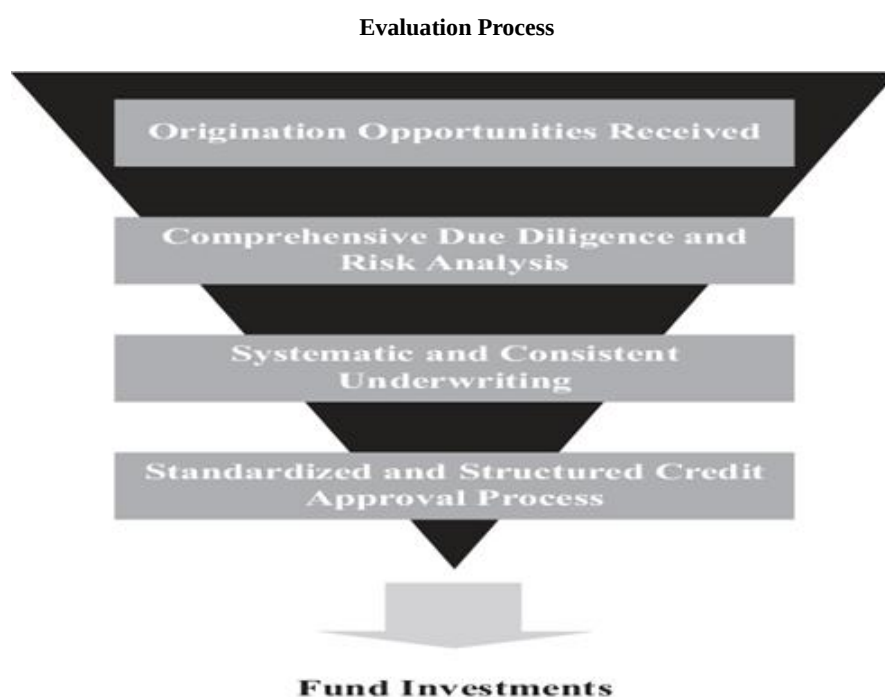 Evaluation Process
Origination Opportunities Received
Comprehensive Due Diligence and
Risk Analysis
Systematic and Consistent
Underwriting
Standardized and Structured Credit
Approval Process
Fund Investments